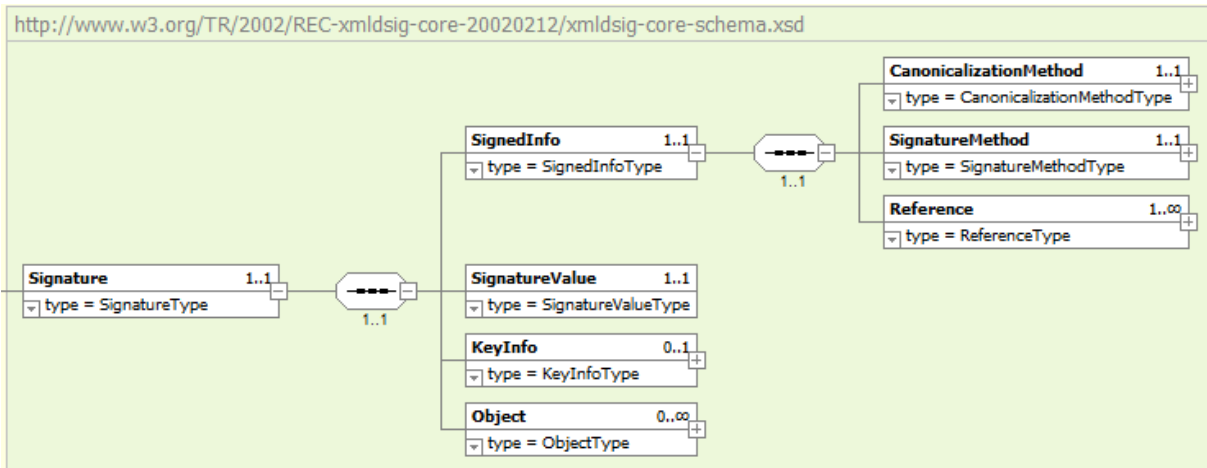 http://www.w3.org/TR/2002/REC-xmldsig-core-20020212/xmldsig-core-schema.xsd
CanonicalizationMethod 1..1
type = CanonicalizationMethodType
SignedInfo 1..1
type = SignedInfoType
1..1
SignatureMethod 1..1
type = SignatureMethodType
Reference 1..∞
type = ReferenceType
Signature 1..1
type = SignatureType
1..1
SignatureValue 1..1
type = SignatureValueType
KeyInfo 0..1
type = KeyInfoType
Object 0..∞
type = ObjectType